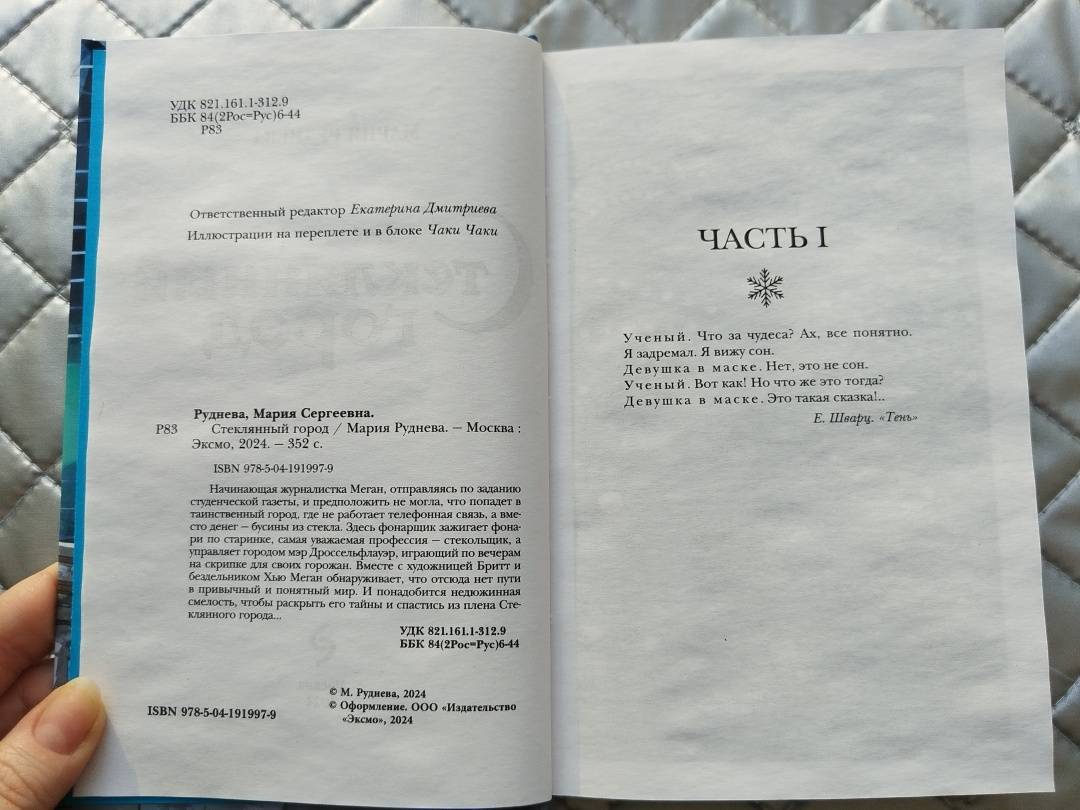 УДК 821.161.1-312.9
ББК 84(2Рос=Рус)6-44
Р83
Ответственный редактор Екатерина Дмитриева
Иллюстрации на переплете и в блоке Чаки Чаки
Руднева, Мария Сергеевна.
Р83 Стеклянный город / Мария Руднева. — Москва :
Эксмо, 2024. — 352 с.
ISBN 978-5-04-191997-9
Начинающая журналистка Меган, отправляясь по заданию
студенческой газеты, и предположить не могла, что попадет в
таинственный город, где не работает телефонная связь, а вме-
сто денег — бусины из стекла. Здесь фонарщик зажигает фона-
ри по старинке, самая уважаемая профессия — стекольщик, а
управляет городом мэр Дроссельфлауэр, играющий по вечерам
на скрипке для своих горожан. Вместе с художницей Бритт и
бездельником Хью Меган обнаруживает, что отсюда нет пути
в привычный и понятный мир. И понадобится недюжинная
смелость, чтобы раскрыть его тайны и спастись из плена Сте-
клянного города...
УДК 821.161.1-312.9
ББК 84(2Рос=Рус)6-44
© М. Руднева, 2024
© Оформление. ООО «Издательство
«Эксмо», 2024
ISBN 978-5-04-191997-9
ЧАСТЬ I
Ученый. Что за чудеса? Ах, все понятно.
Я задремал. Я вижу сон.
Девушка в маске. Нет, это не сон.
Ученый. Вот как! Но что же это тогда?
Девушка в маске. Это такая сказка!..
Е. Шварц. «Тень»